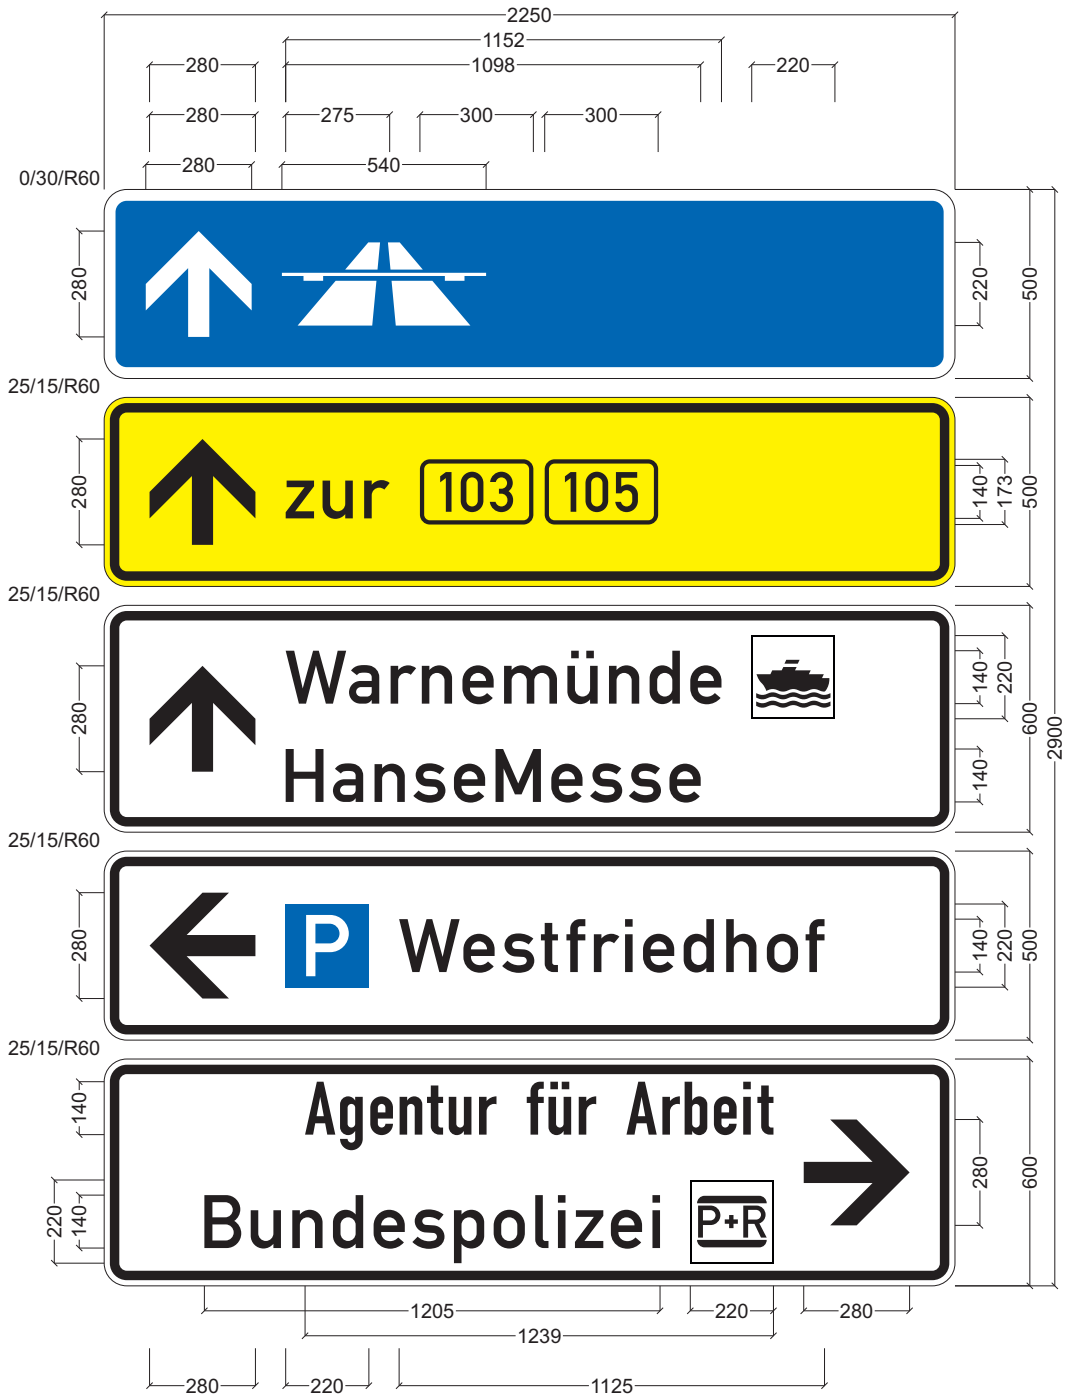 2250
1152
280 1098 220
280 275 300 300
280 540
0/30/R60
280 220 500
25/15/R60
280 zur 103 105 140 173 500
25/15/R60
Warnemünde 140 220
280 600 2900
HanseMesse 140
25/15/R60
280 P Westfriedhof 140 220 500
25/15/R60
140 Agentur für Arbeit
280 600
220 140 Bundespolizei P+R
1205 220 280
1239
280 220 1125